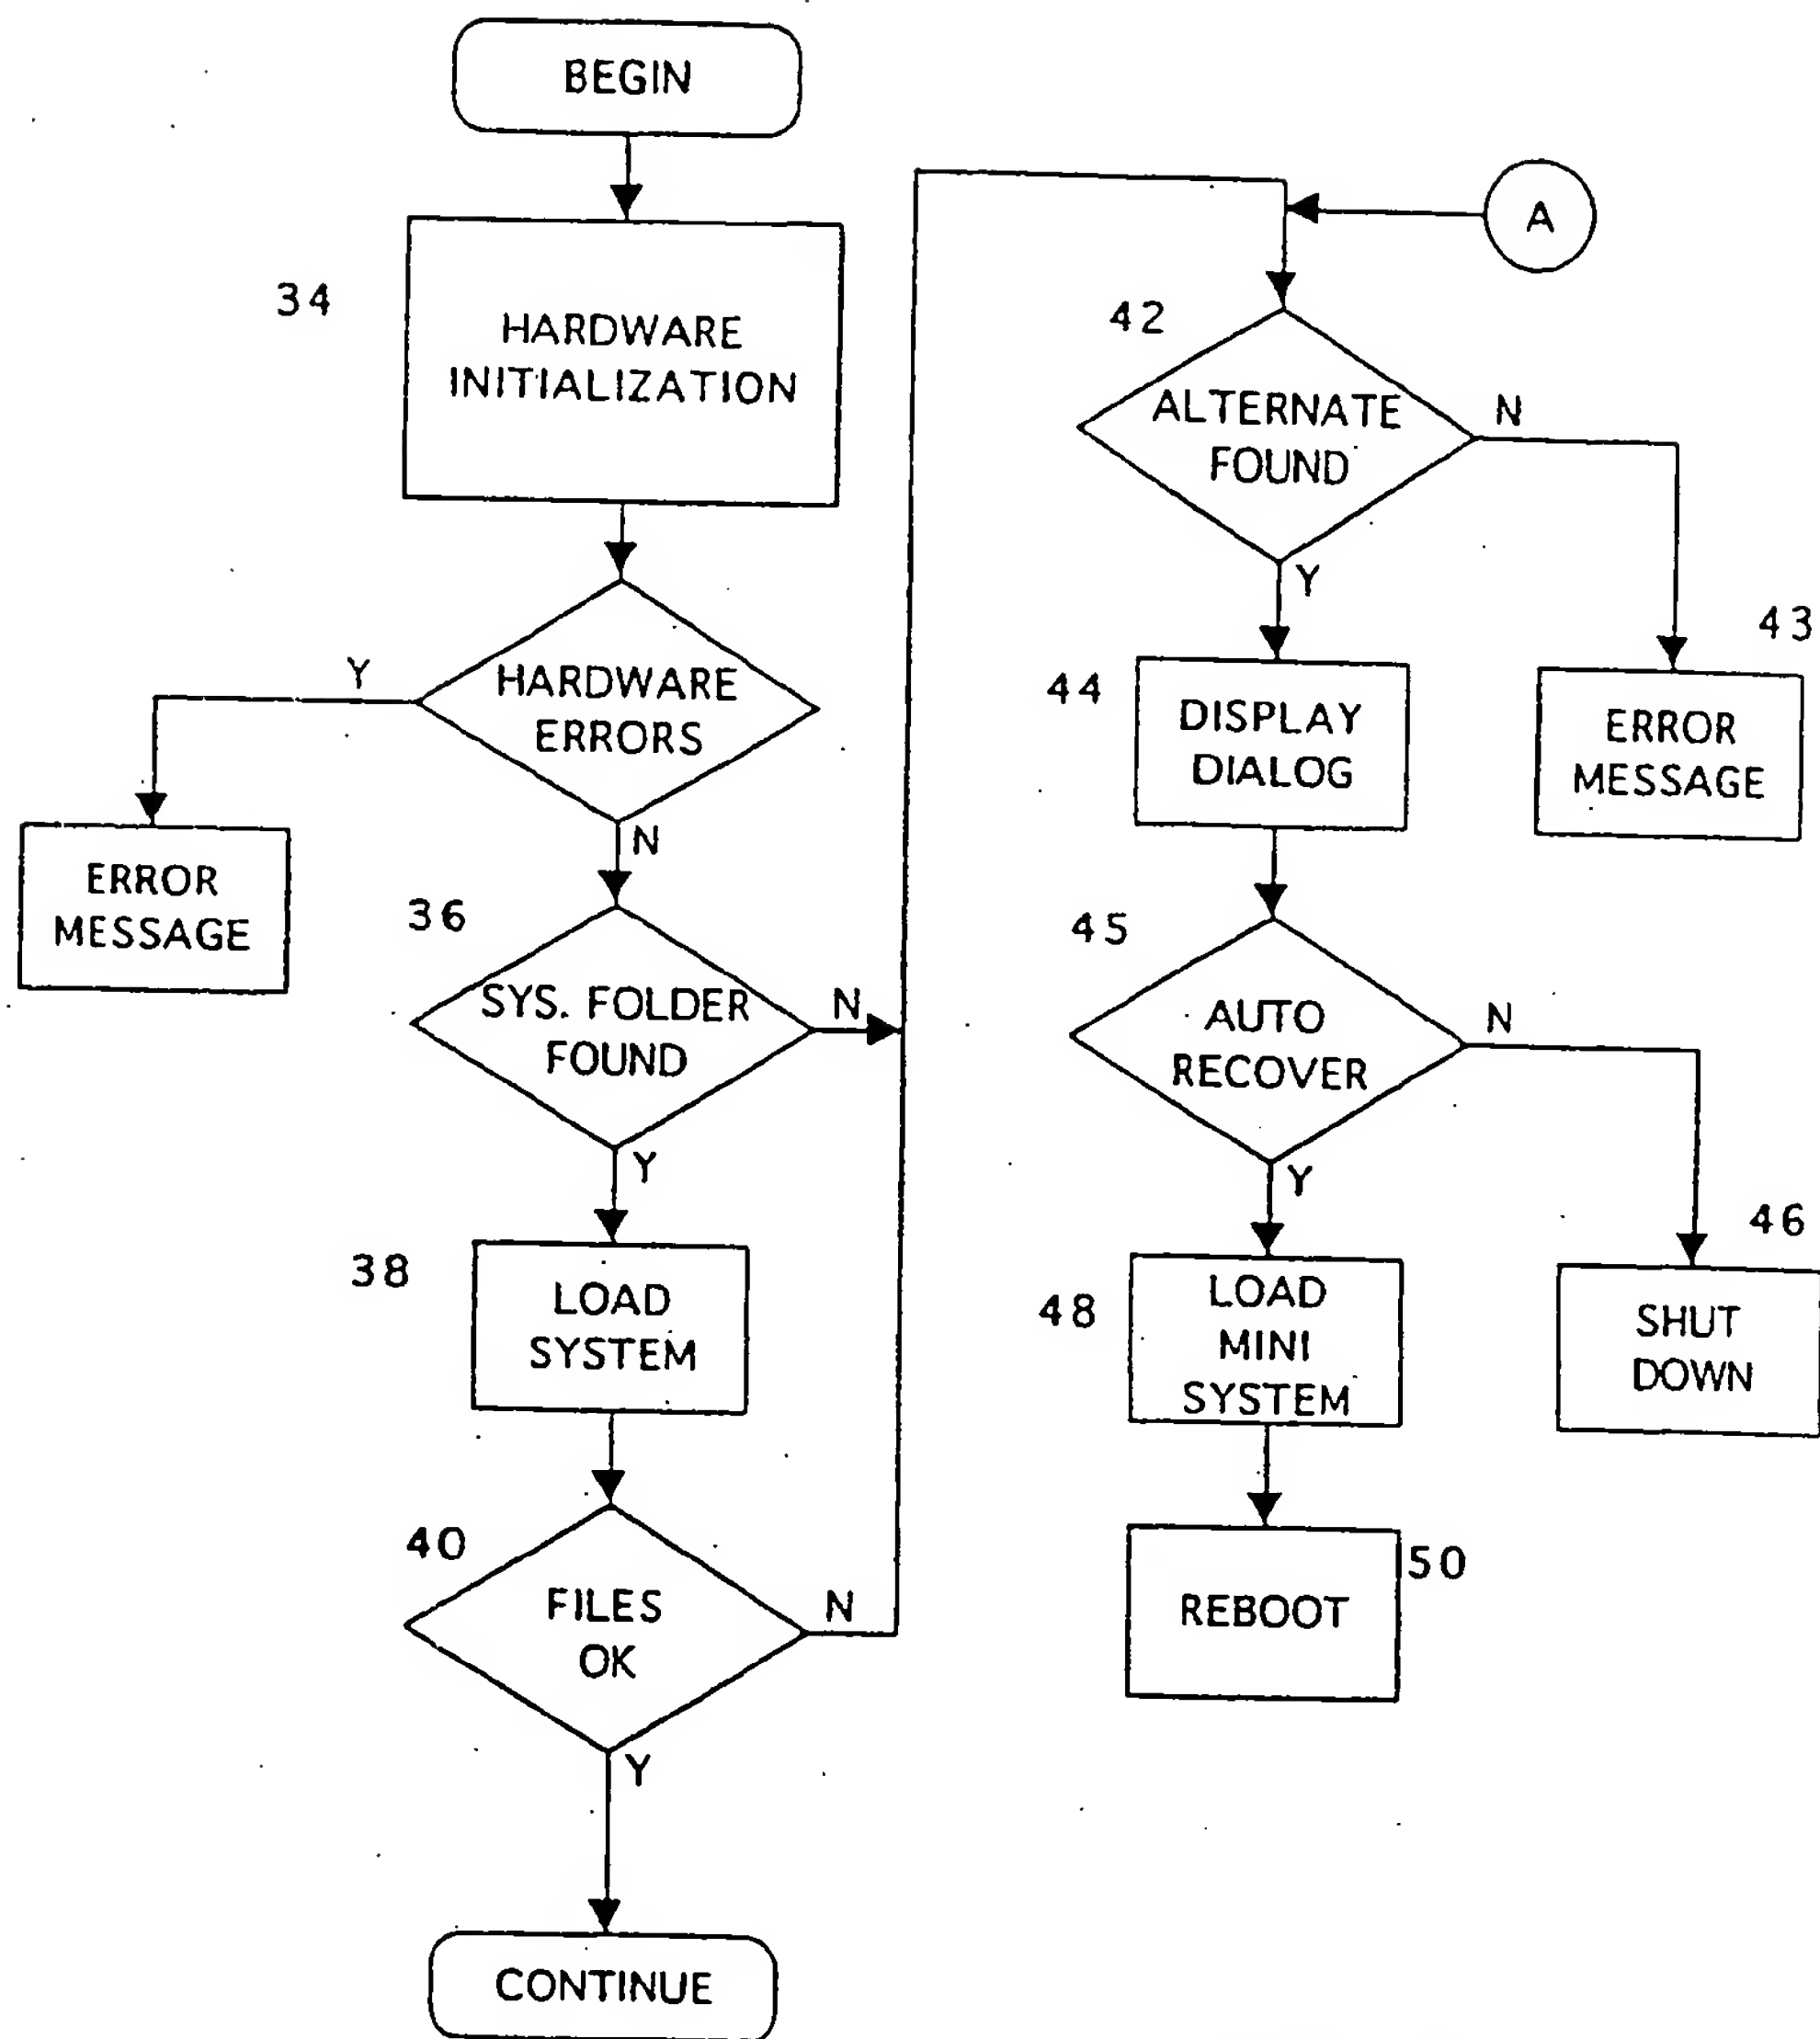 BEGIN
34
HARDWARE
INITIALIZATION
HARDWARE
ERRORS
Y
N
ERROR
MESSAGE
36
SYS. FOLDER
FOUND
N
Y
38
LOAD
SYSTEM
40
FILES
OK
N
Y
CONTINUE
A
42
ALTERNATE
FOUND
N
Y
43
ERROR
MESSAGE
44
DISPLAY
DIALOG
45
AUTO
RECOVER
N
Y
46
SHUT
DOWN
48
LOAD
MINI
SYSTEM
50
REBOOT